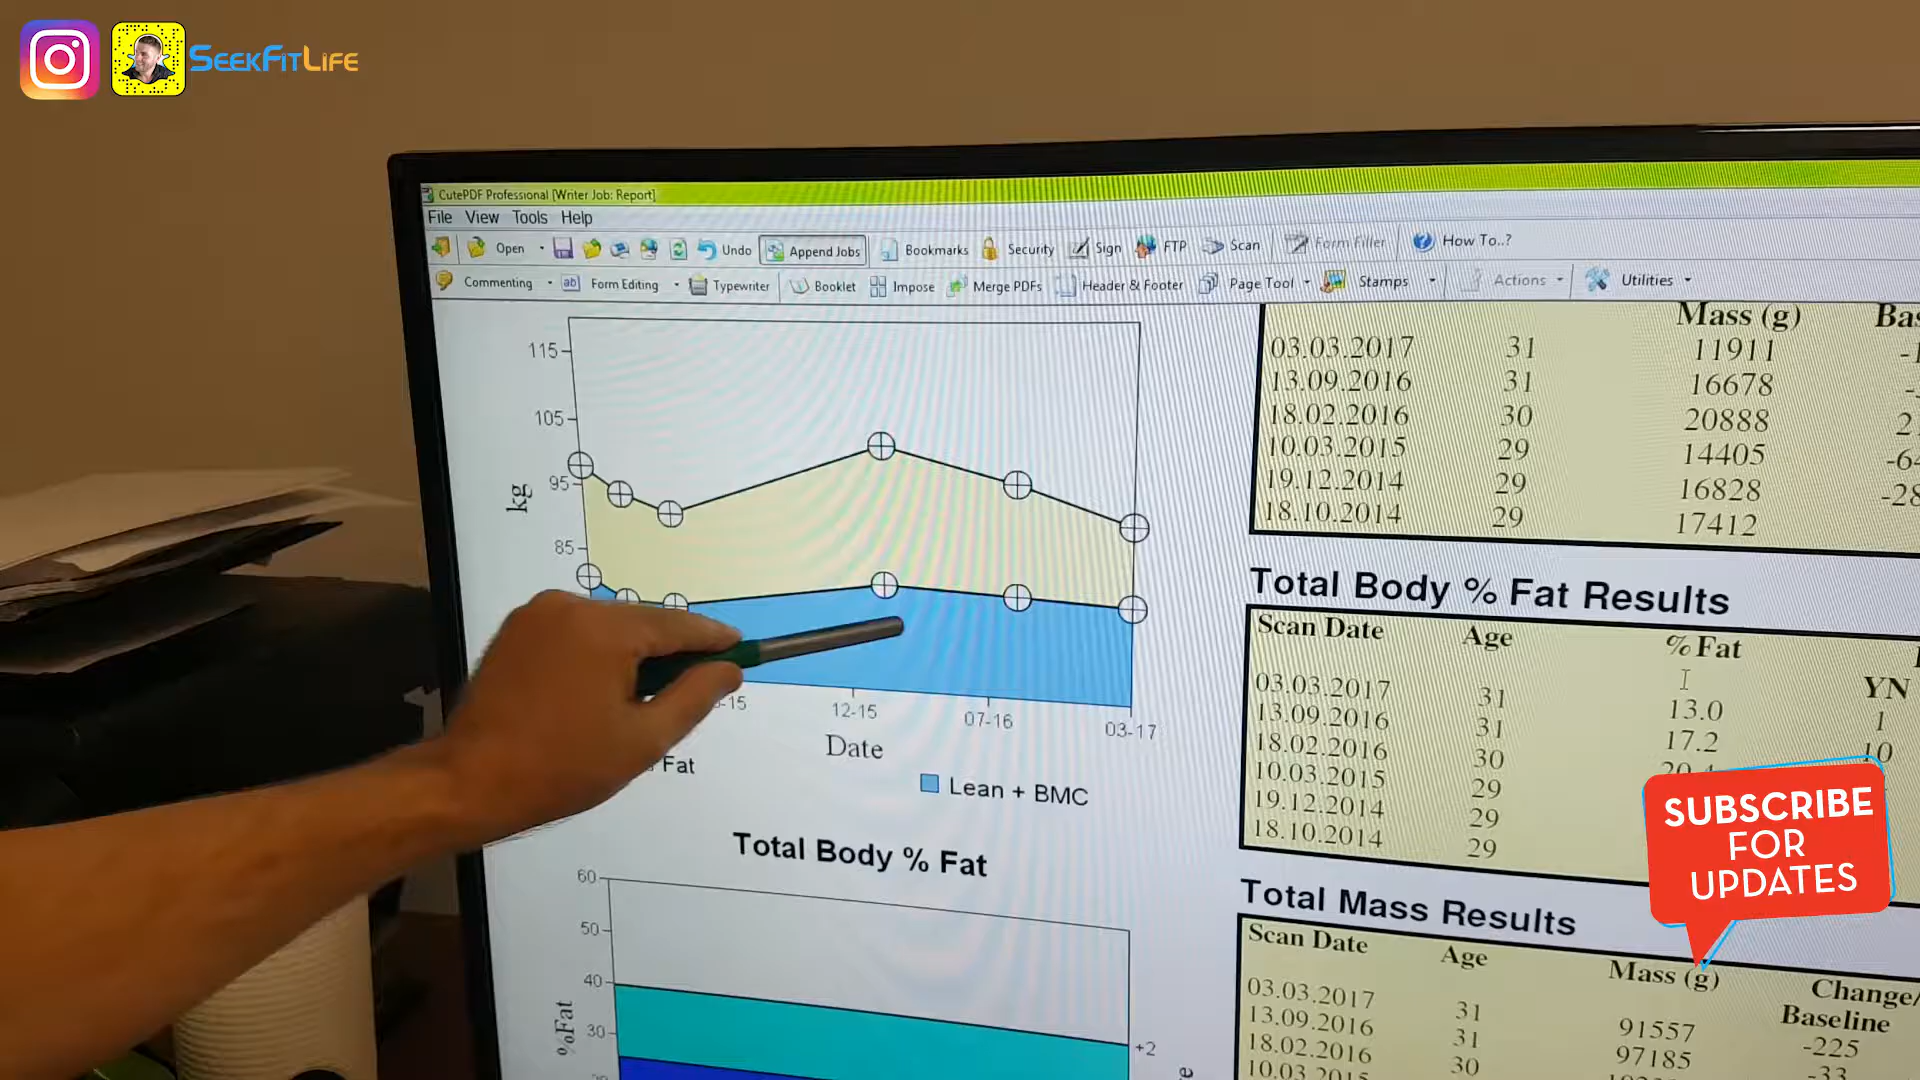 SEEKFITLIFE
CutePDF Professional [Writer Job: Report]
File View Tools Help
Open Undo Append Jobs Bookmarks Security Sign FTP Scan Form Filler How To..?
Commenting Form Editing Typewriter Booklet Impose Merge PDFs Header & Footer Page Tool Stamps Actions Utilities
115
105
95
85
kg
-15 12-15 07-16 03-17
Date
Fat
Lean + BMC
Total Body % Fat
60
50
40
30
%Fat
+2
Mass (g)
03.03.2017 31 11911
13.09.2016 31 16678
18.02.2016 30 20888
10.03.2015 29 14405
19.12.2014 29 16828
18.10.2014 29 17412
Total Body % Fat Results
Scan Date Age % Fat
YN
03.03.2017 31 13.0 1
13.09.2016 31 17.2 10
18.02.2016 30
10.03.2015 29
19.12.2014 29
18.10.2014 29
SUBSCRIBE
FOR
UPDATES
Total Mass Results
Scan Date Age Mass (g) Change/
Baseline
03.03.2017 31 91557 -225
13.09.2016 31 97185 -33
18.02.2016 30
10.03.2015